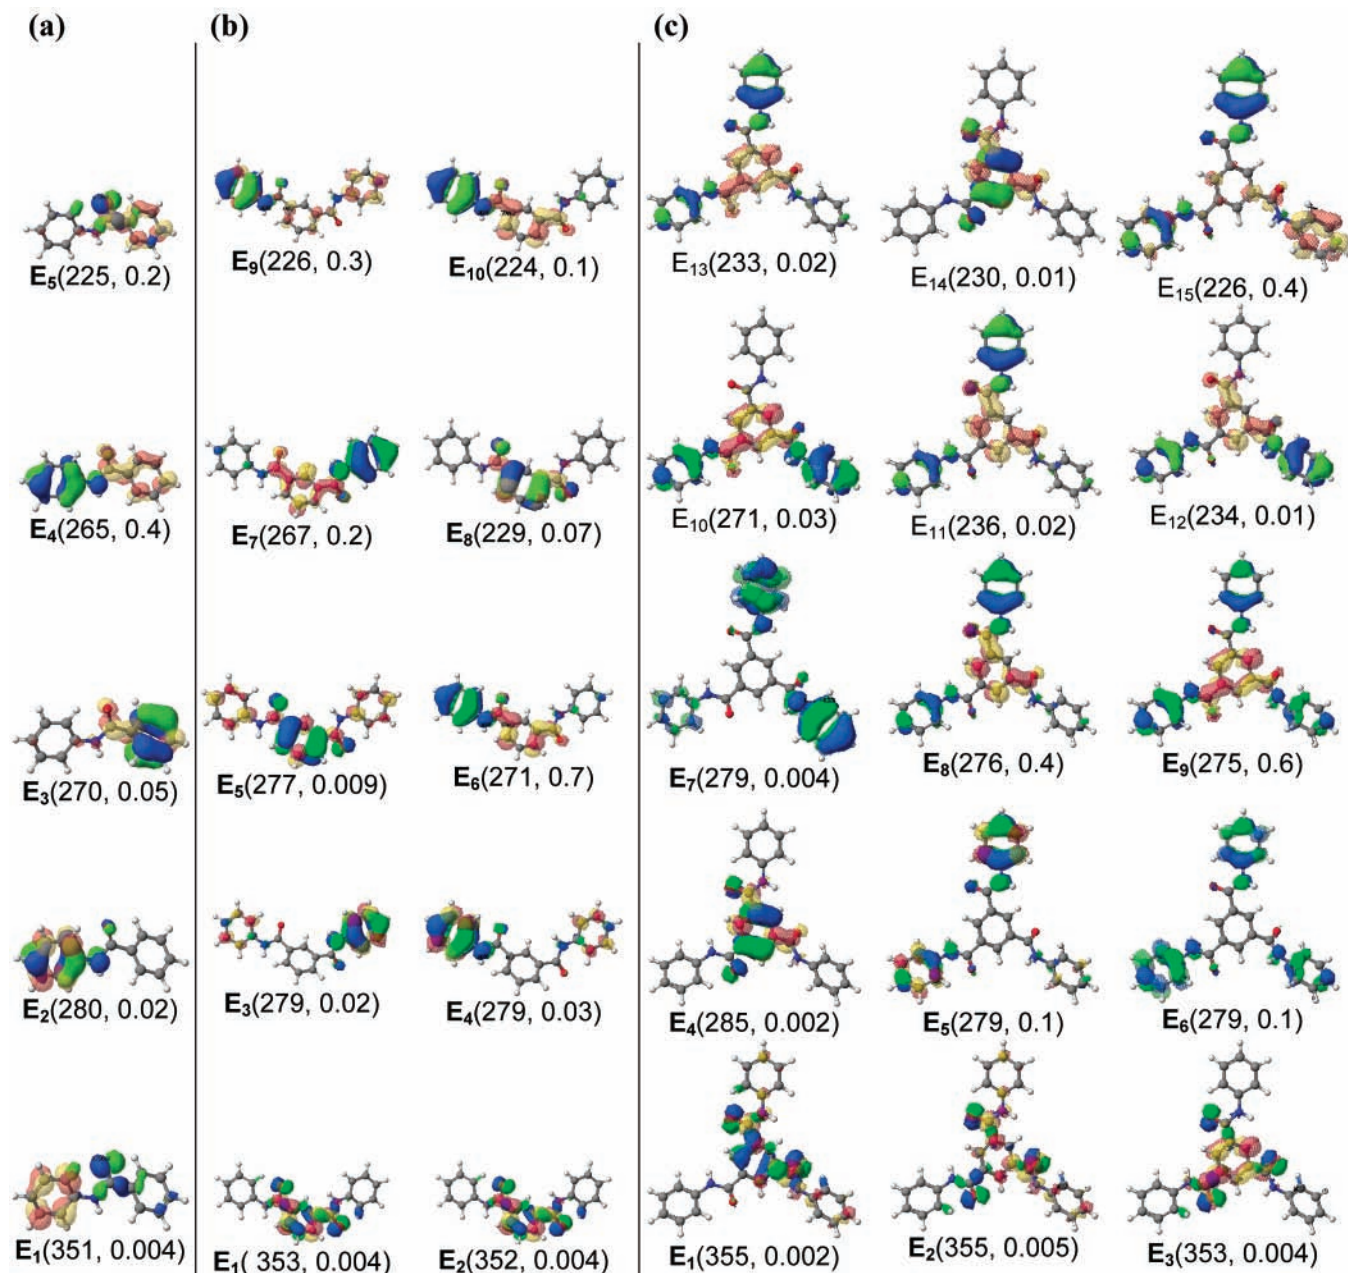 (a) (b) (c)
E₅(225, 0.2) E₉(226, 0.3) E₁₀(224, 0.1) E₁₃(233, 0.02) E₁₄(230, 0.01) E₁₅(226, 0.4)
E₄(265, 0.4) E₇(267, 0.2) E₈(229, 0.07) E₁₀(271, 0.03) E₁₁(236, 0.02) E₁₂(234, 0.01)
E₃(270, 0.05) E₅(277, 0.009) E₆(271, 0.7) E₇(279, 0.004) E₈(276, 0.4) E₉(275, 0.6)
E₂(280, 0.02) E₃(279, 0.02) E₄(279, 0.03) E₄(285, 0.002) E₅(279, 0.1) E₆(279, 0.1)
E₁(351, 0.004) E₁( 353, 0.004) E₂(352, 0.004) E₁(355, 0.002) E₂(355, 0.005) E₃(353, 0.004)